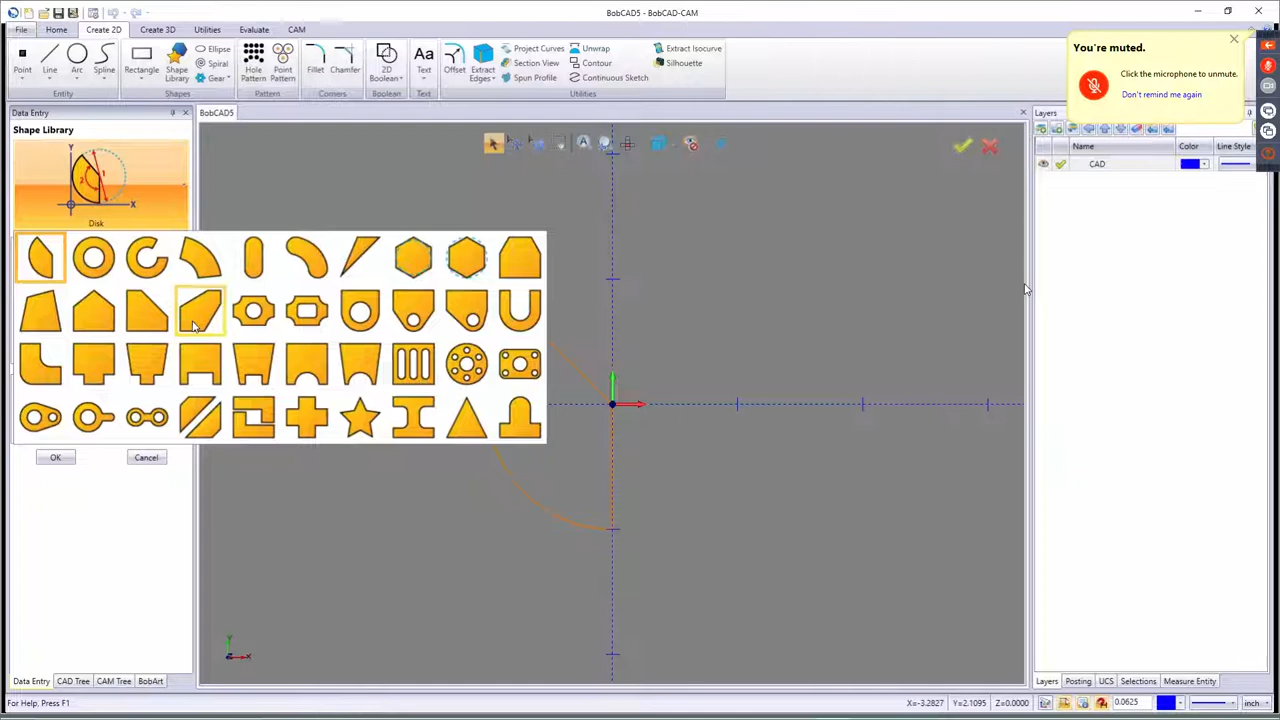 BobCAD5 - BobCAD-CAM
File Home Create 2D Create 3D Utilities Evaluate CAM
You're muted.
Click the microphone to unmute.
Don't remind me again
Point Line Arc Spline Rectangle Shape Library Ellipse Spiral Gear Hole Pattern Point Pattern Fillet Chamfer 2D Boolean Text Offset Extract Edges Project Curves Section View Spun Profile Unwrap Contour Continuous Sketch Extract Isocurve Silhouette
Entity Shapes Pattern Corners Boolean Text Utilities
Data Entry
BobCAD5
Layers
Shape Library
Name Color Line Style
CAD
Y
1
2
X
Disk
OK Cancel
Y
X
Data Entry CAD Tree CAM Tree BobArt
Layers Posting UCS Selections Measure Entity
For Help, Press F1
X=-3.2827 Y=2.1095 Z=0.0000 0.0625 inch